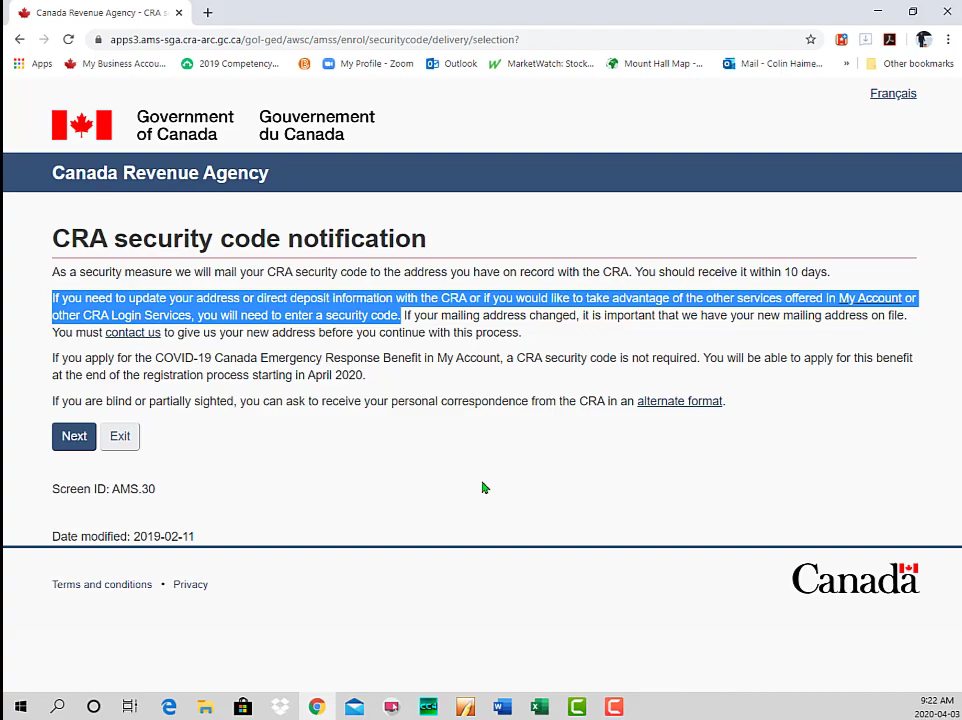 Canada Revenue Agency - CRA s
apps3.ams-sga.cra-arc.gc.ca/gol-ged/awsc/amss/enrol/securitycode/delivery/selection?
Apps My Business Accou... 2019 Competency... My Profile - Zoom Outlook MarketWatch: Stock... Mount Hall Map -... Mail - Colin Haime... » Other bookmarks
Français
Government of Canada
Gouvernement du Canada
Canada Revenue Agency
CRA security code notification
As a security measure we will mail your CRA security code to the address you have on record with the CRA. You should receive it within 10 days.
If you need to update your address or direct deposit information with the CRA or if you would like to take advantage of the other services offered in My Account or
other CRA Login Services, you will need to enter a security code. If your mailing address changed, it is important that we have your new mailing address on file.
You must contact us to give us your new address before you continue with this process.
If you apply for the COVID-19 Canada Emergency Response Benefit in My Account, a CRA security code is not required. You will be able to apply for this benefit
at the end of the registration process starting in April 2020.
If you are blind or partially sighted, you can ask to receive your personal correspondence from the CRA in an alternate format.
Next Exit
Screen ID: AMS.30
Date modified: 2019-02-11
Terms and conditions • Privacy
Canada
9:22 AM
2020-04-03